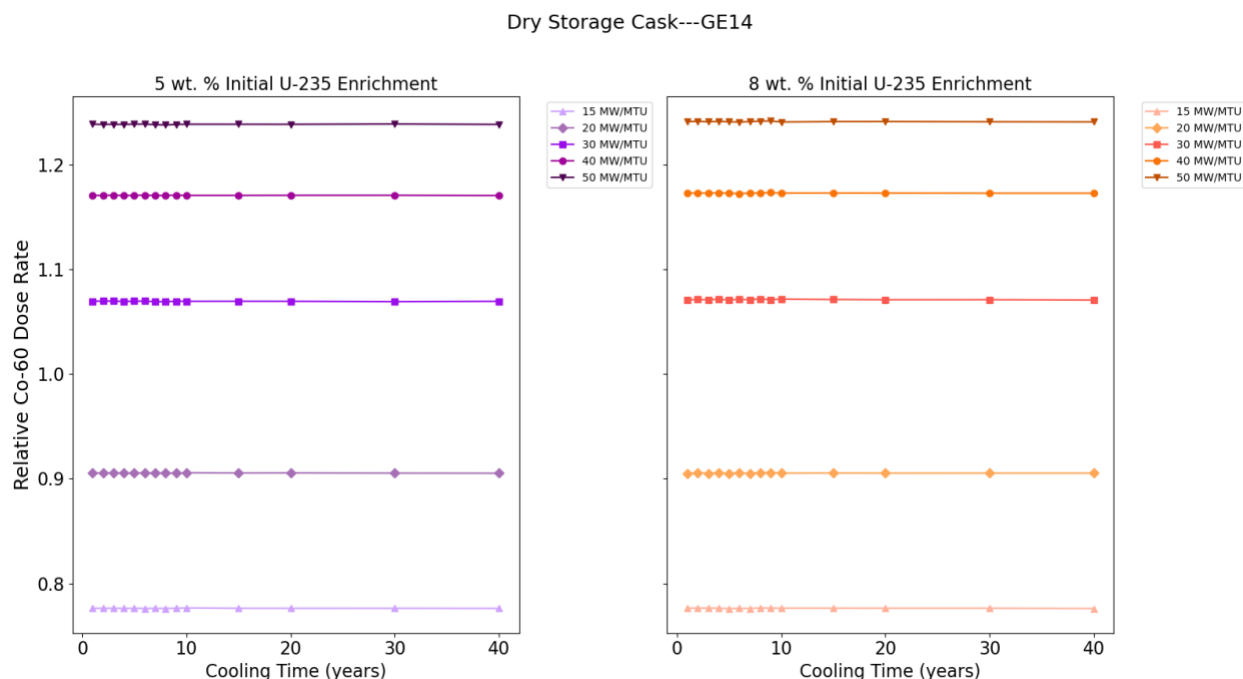 Dry Storage Cask---GE14
5 wt. % Initial U-235 Enrichment
Relative Co-60 Dose Rate
1.2
1.1
1.0
0.9
0.8
0 10 20 30 40
Cooling Time (years)
15 MW/MTU
20 MW/MTU
30 MW/MTU
40 MW/MTU
50 MW/MTU
8 wt. % Initial U-235 Enrichment
0 10 20 30 40
Cooling Time (years)
15 MW/MTU
20 MW/MTU
30 MW/MTU
40 MW/MTU
50 MW/MTU